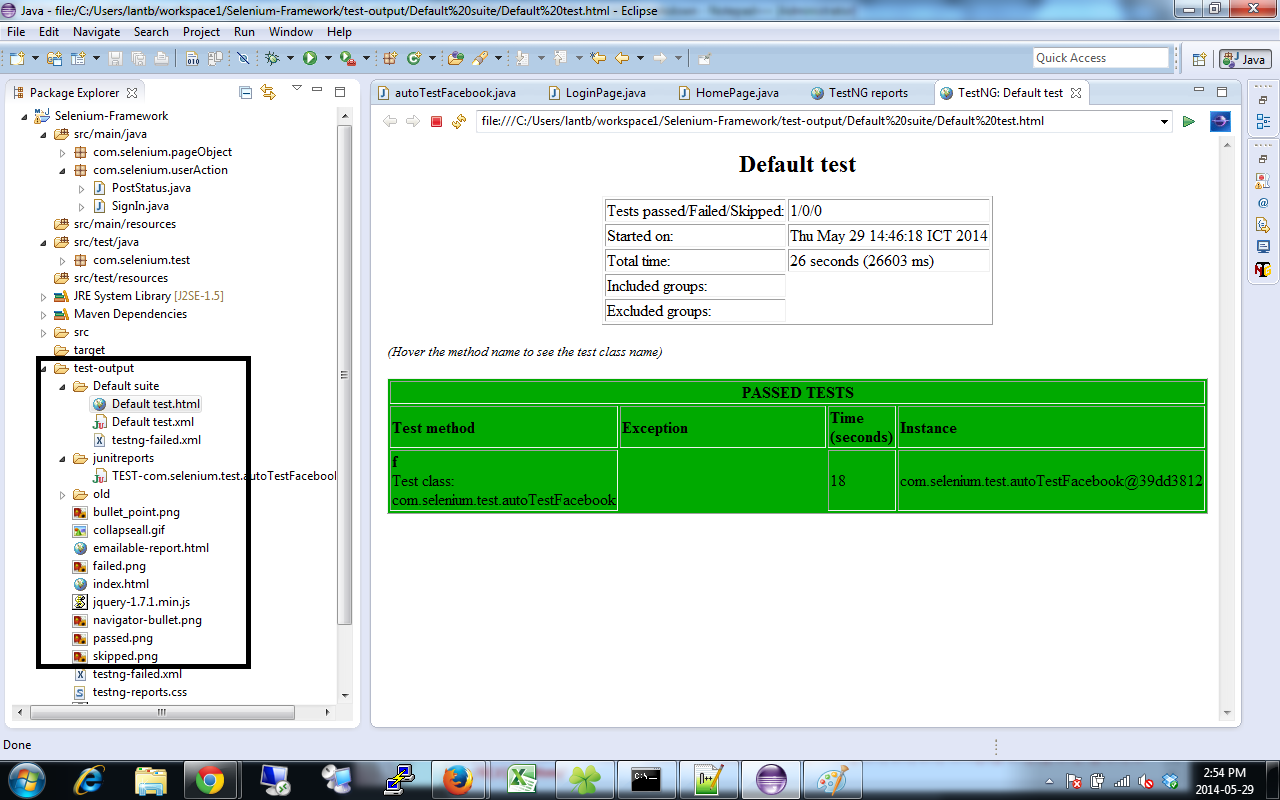 Java - file:/C:/Users/lantb/workspace1/Selenium-Framework/test-output/Default%20suite/Default%20test.html - Eclipse
File Edit Navigate Search Project Run Window Help
Quick Access
Java
Package Explorer
autoTestFacebook.java LoginPage.java HomePage.java TestNG reports TestNG: Default test
file:///C:/Users/lantb/workspace1/Selenium-Framework/test-output/Default%20suite/Default%20test.html
Selenium-Framework
src/main/java
com.selenium.pageObject
com.selenium.userAction
PostStatus.java
SignIn.java
src/main/resources
src/test/java
com.selenium.test
src/test/resources
JRE System Library [J2SE-1.5]
Maven Dependencies
src
target
test-output
Default suite
Default test.html
Default test.xml
testng-failed.xml
junitreports
TEST-com.selenium.test.autoTestFacebook
old
bullet_point.png
collapseall.gif
emailable-report.html
failed.png
index.html
jquery-1.7.1.min.js
navigator-bullet.png
passed.png
skipped.png
testng-failed.xml
testng-reports.css
Default test
Tests passed/Failed/Skipped: 1/0/0
Started on: Thu May 29 14:46:18 ICT 2014
Total time: 26 seconds (26603 ms)
Included groups:
Excluded groups:
(Hover the method name to see the test class name)
PASSED TESTS
Test method Exception Time (seconds) Instance
f
Test class:
com.selenium.test.autoTestFacebook
18
com.selenium.test.autoTestFacebook@39dd3812
Done
2:54 PM
2014-05-29